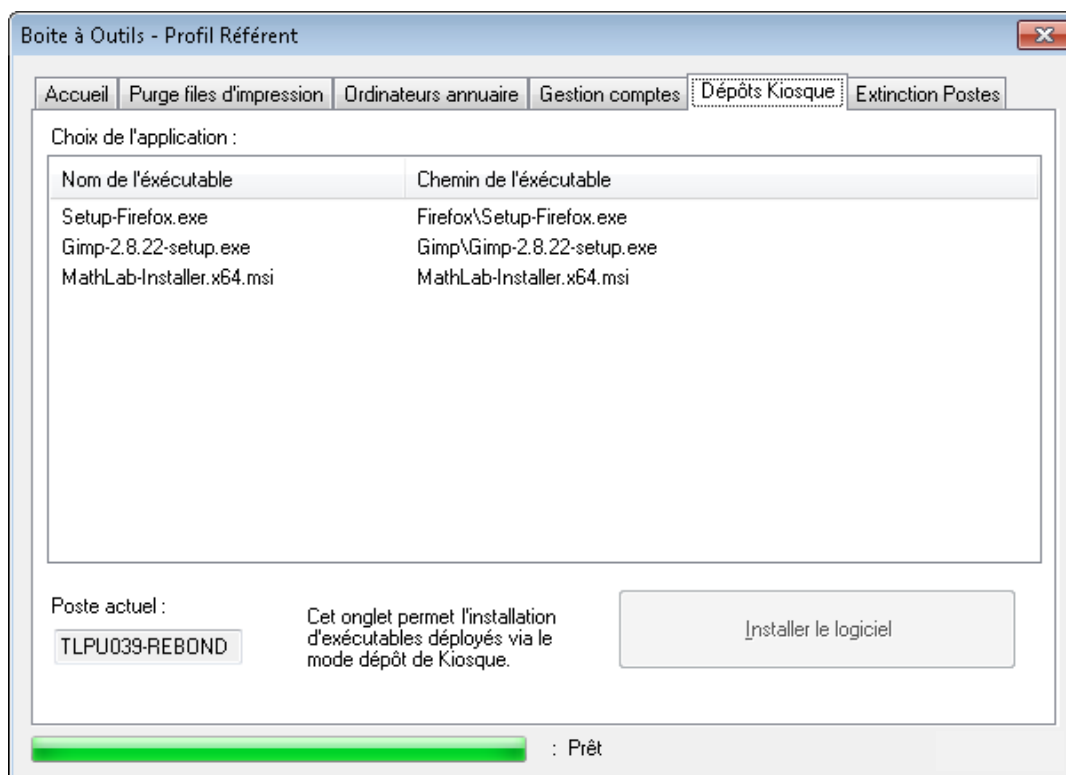 Boite à Outils - Profil Référent
Accueil Purge files d'impression Ordinateurs annuaire Gestion comptes Dépôts Kiosque Extinction Postes
Choix de l'application :
Nom de l'éxécutable Chemin de l'éxécutable
Setup-Firefox.exe Firefox\Setup-Firefox.exe
Gimp-2.8.22-setup.exe Gimp\Gimp-2.8.22-setup.exe
MathLab-Installer.x64.msi MathLab-Installer.x64.msi
Poste actuel :
TLPU039-REBOND
Cet onglet permet l'installation
d'exécutables déployés via le
mode dépôt de Kiosque.
Installer le logiciel
: Prêt